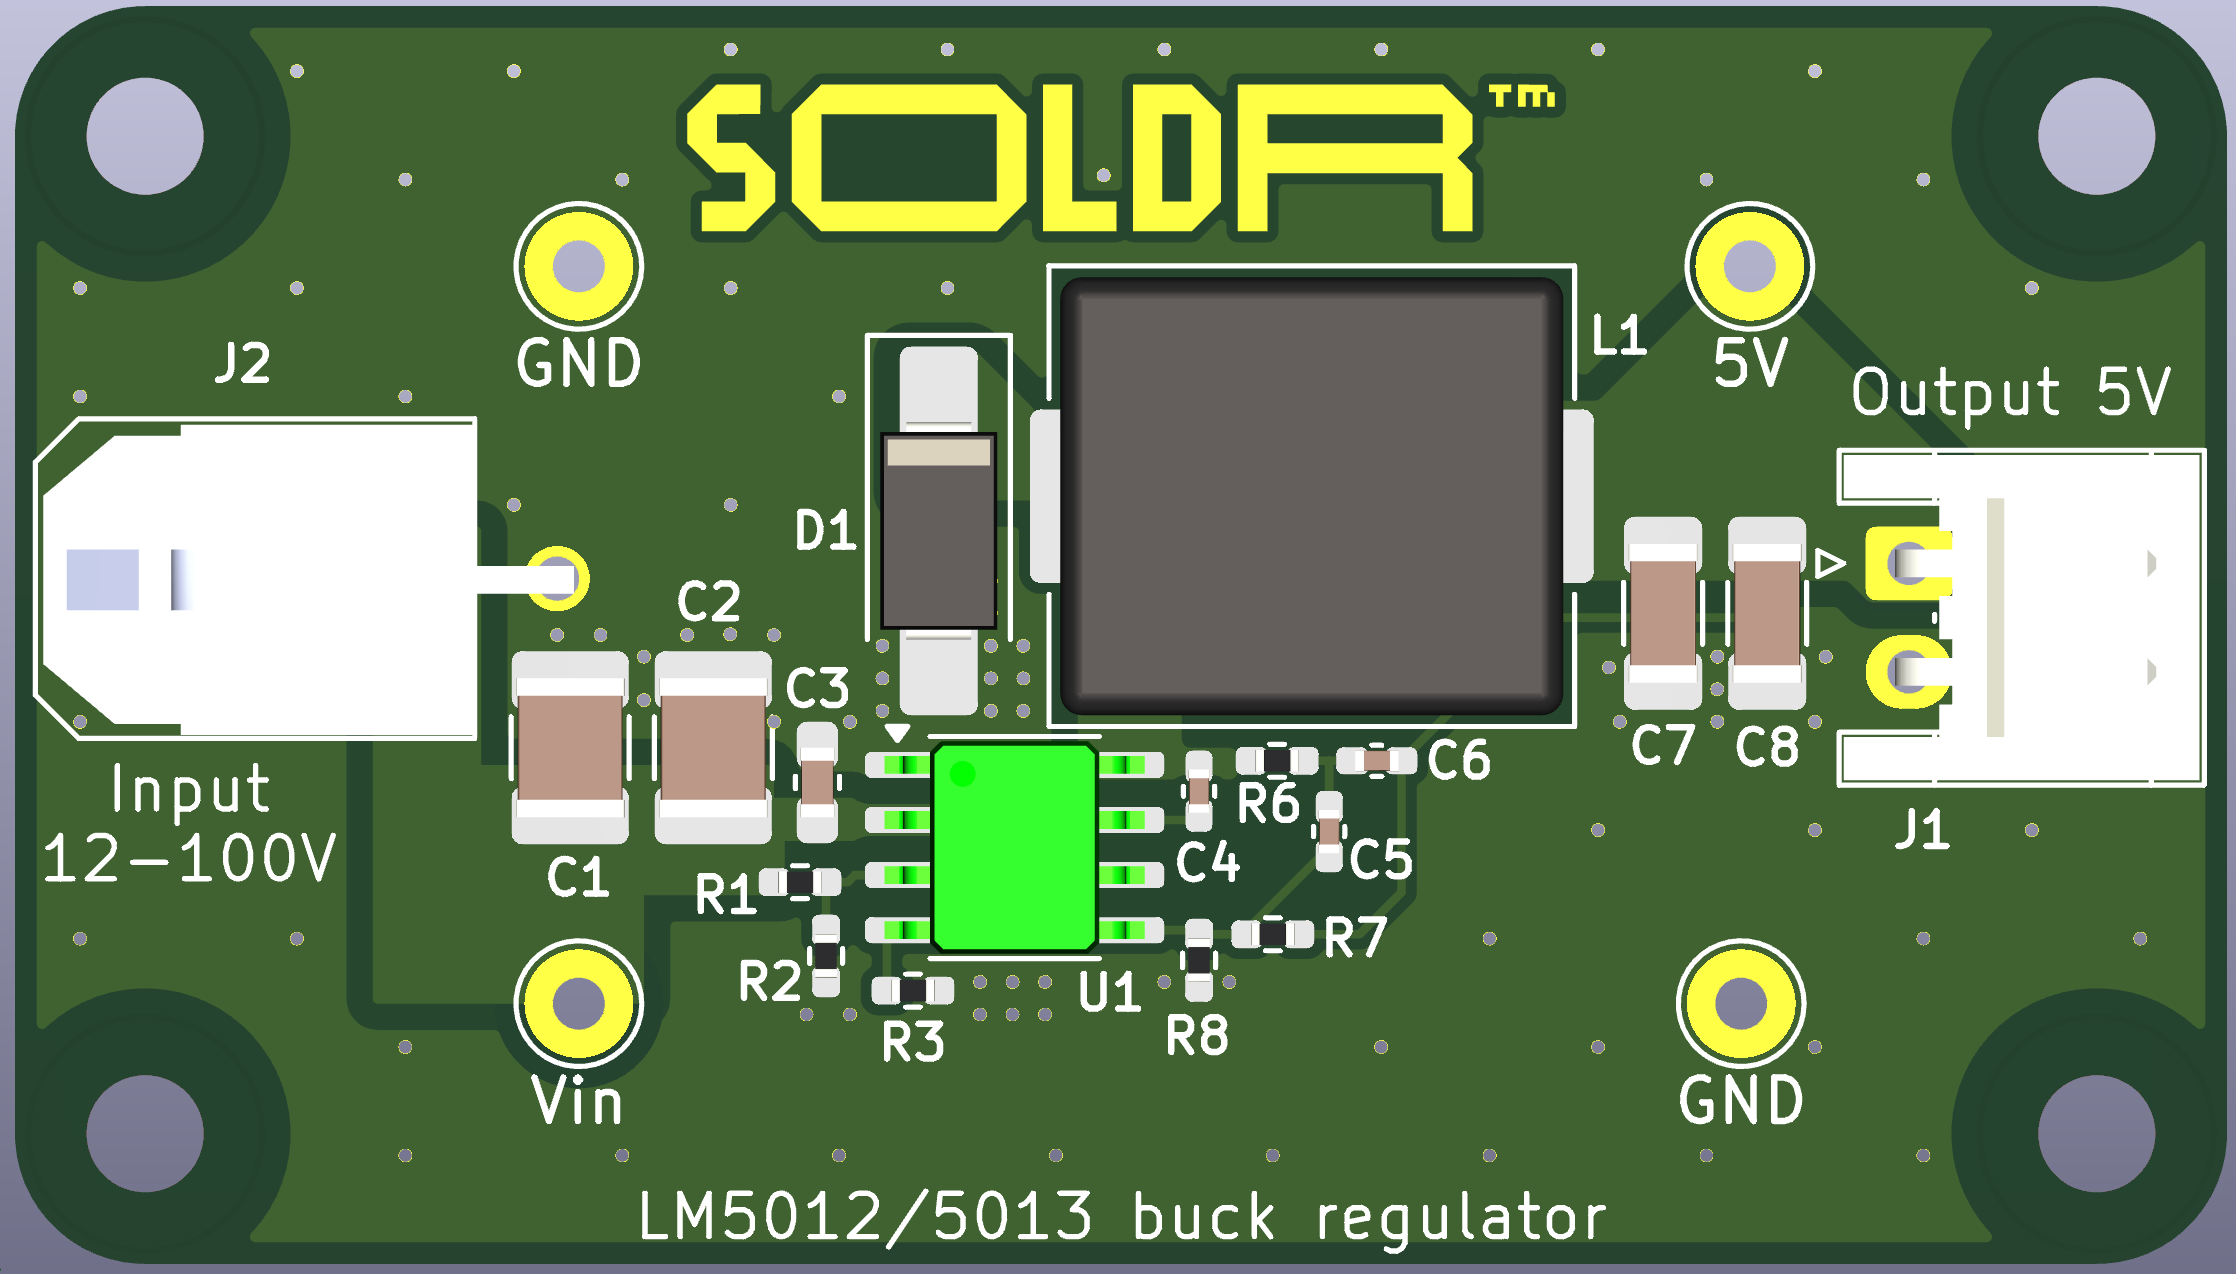 SOLDR™
GND
5V
J2
L1
Output 5V
D1
C2
C3
C7
C8
C6
Input
12-100V
R6
J1
C1
C4
C5
R1
R7
R2
U1
R3
R8
Vin
GND
LM5012/5013 buck regulator